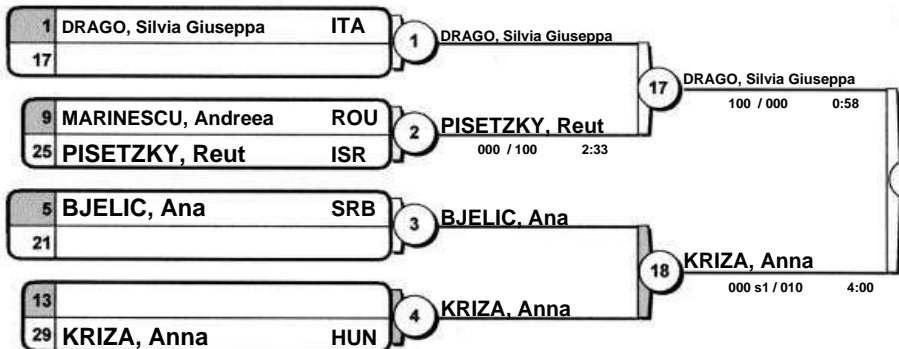 1 DRAGO, Silvia Giuseppa ITA
17
1
DRAGO, Silvia Giuseppa
9 MARINESCU, Andreea ROU
25 PISETZKY, Reut ISR
2
PISETZKY, Reut
000 / 100 2:33
17
DRAGO, Silvia Giuseppa
100 / 000 0:58
5 BJELIC, Ana SRB
21
3
BJELIC, Ana
13
29 KRIZA, Anna HUN
4
KRIZA, Anna
18
KRIZA, Anna
000 s1 / 010 4:00